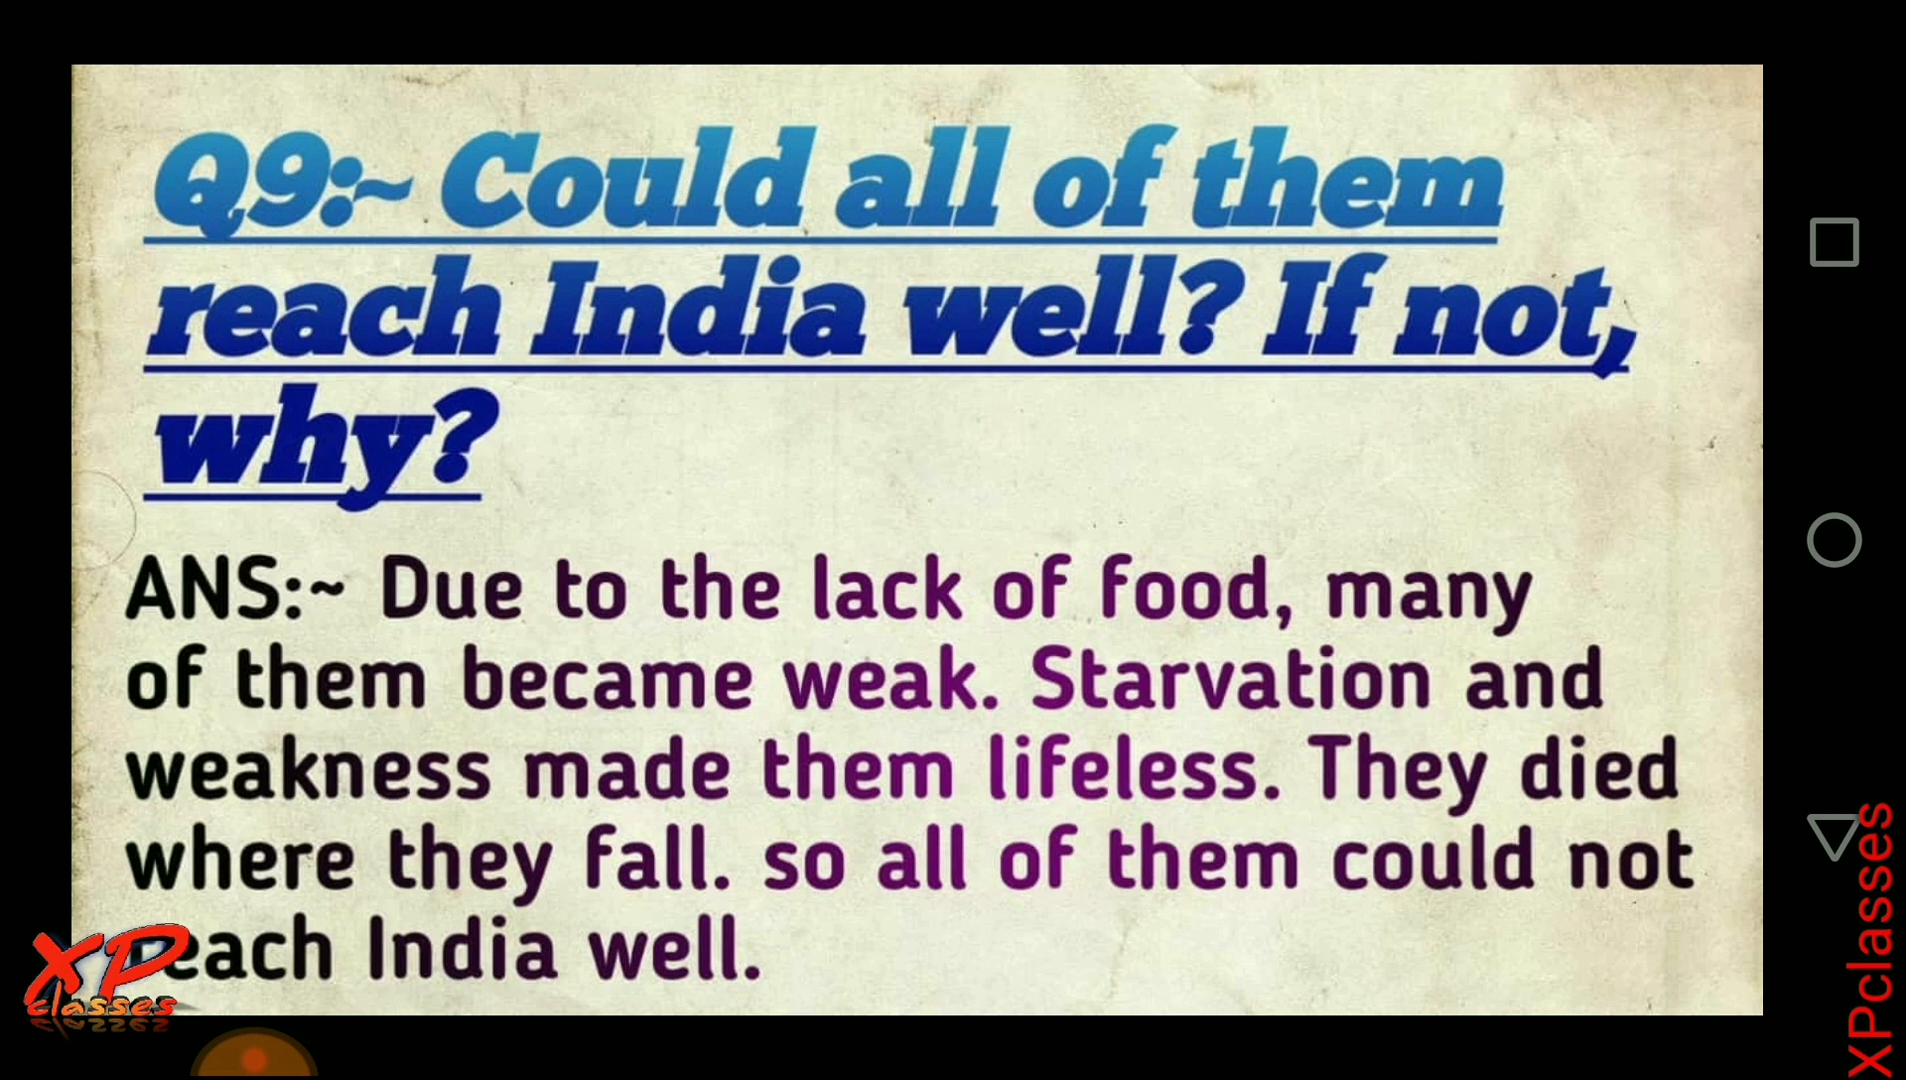 Q9:~ Could all of them
reach India well? If not,
why?
ANS:~ Due to the lack of food, many
of them became weak. Starvation and
weakness made them lifeless. They died
where they fall. so all of them could not
reach India well.
XP
classes
XPclasses